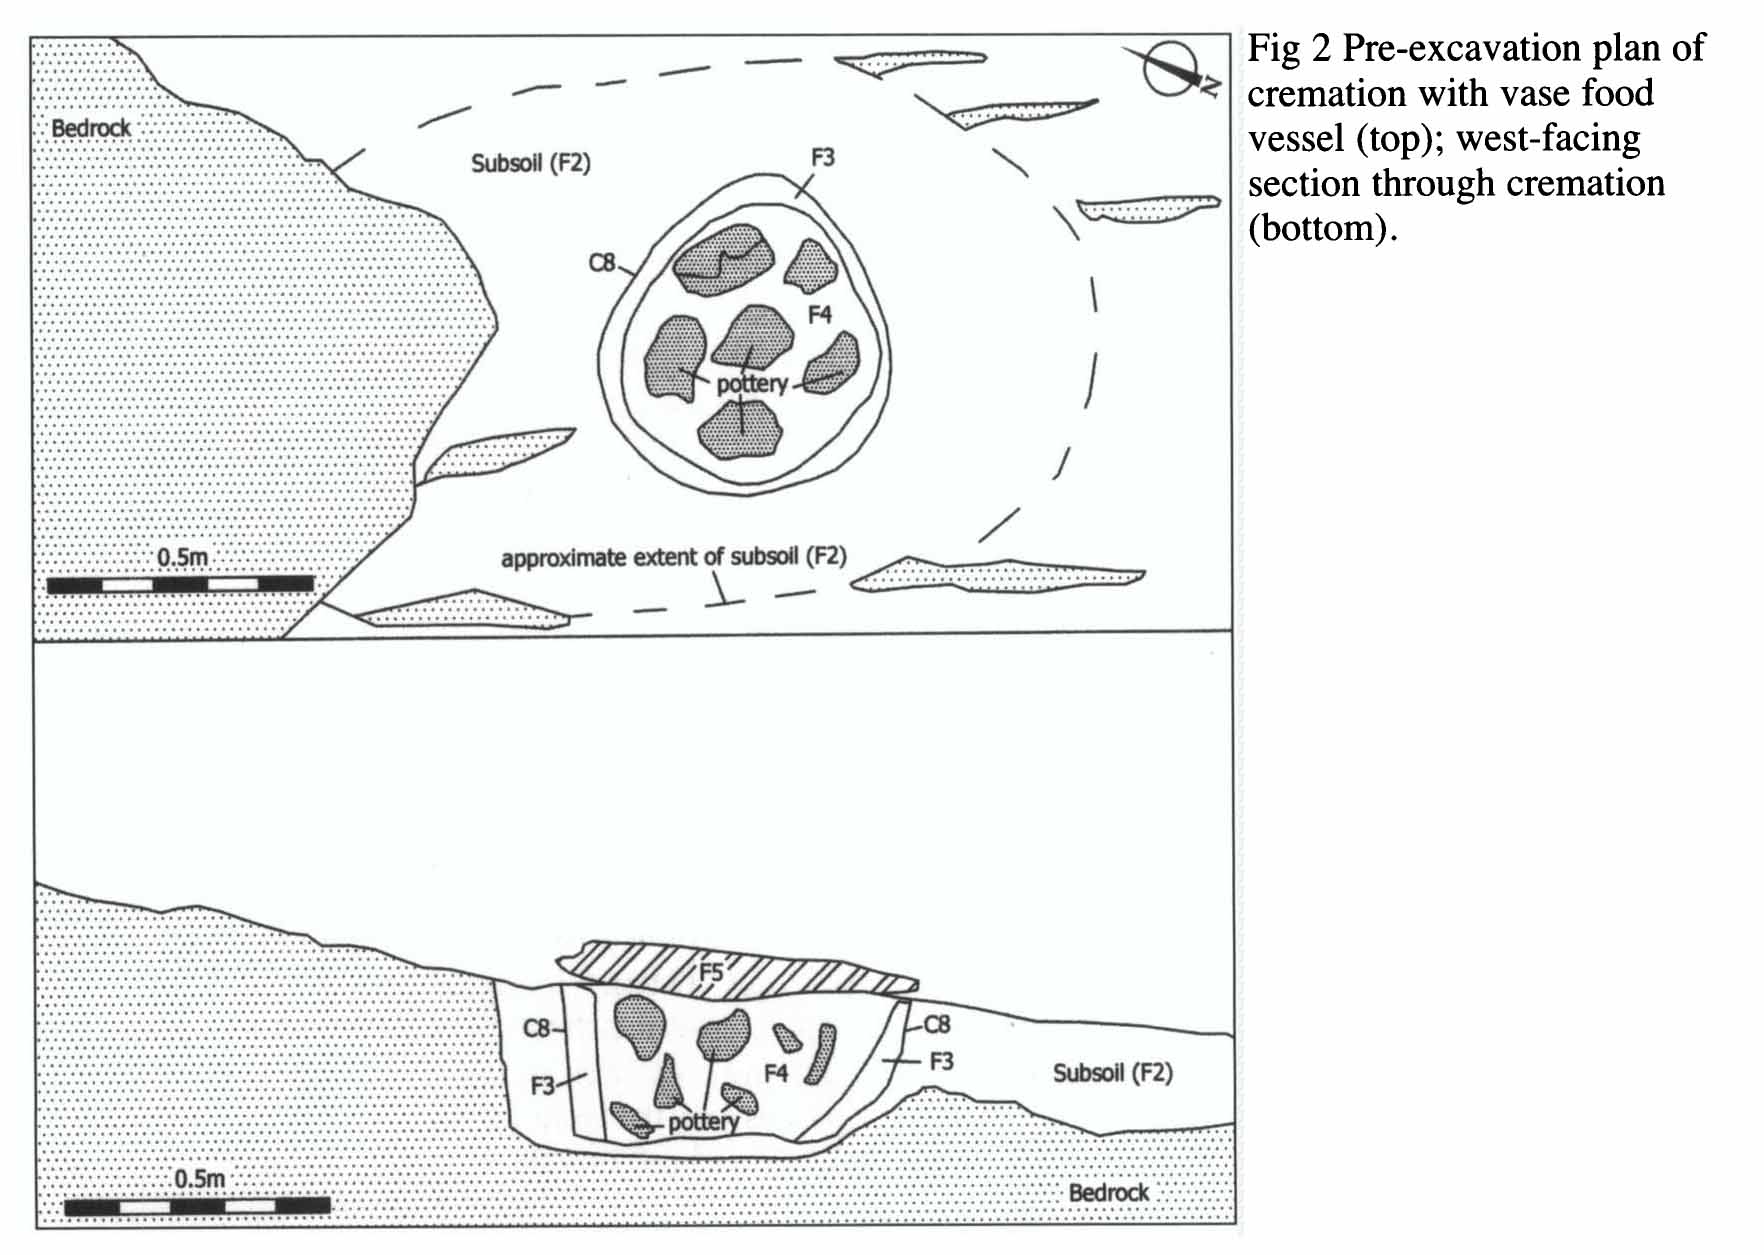 Fig 2 Pre-excavation plan of
cremation with vase food
vessel (top); west-facing
section through cremation
(bottom).
N
Bedrock
Subsoil (F2)
F3
C8
F4
pottery
0.5m
approximate extent of subsoil (F2)
F5
C8
C8
F3
F3
F4
Subsoil (F2)
pottery
0.5m
Bedrock